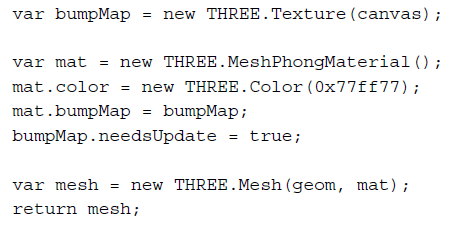 var bumpMap = new THREE.Texture(canvas);
var mat = new THREE.MeshPhongMaterial();
mat.color = new THREE.Color(0x77ff77);
mat.bumpMap = bumpMap;
bumpMap.needsUpdate = true;
var mesh = new THREE.Mesh(geom, mat);
return mesh;